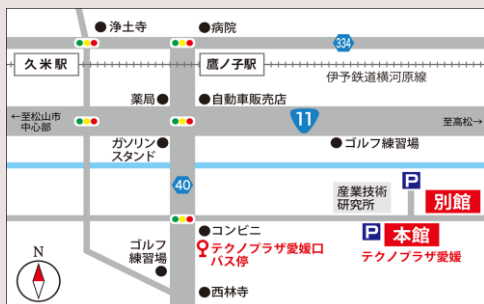 浄土寺
病院
334
久米駅
鷹ノ子駅
伊予鉄道横河原線
薬局
自動車販売店
←至松山市
中心部
11
至高松→
ガソリン
スタンド
ゴルフ練習場
40
産業技術
研究所
P
別館
コンビニ
P
本館
テクノプラザ愛媛口
バス停
テクノプラザ愛媛
N
ゴルフ
練習場
西林寺